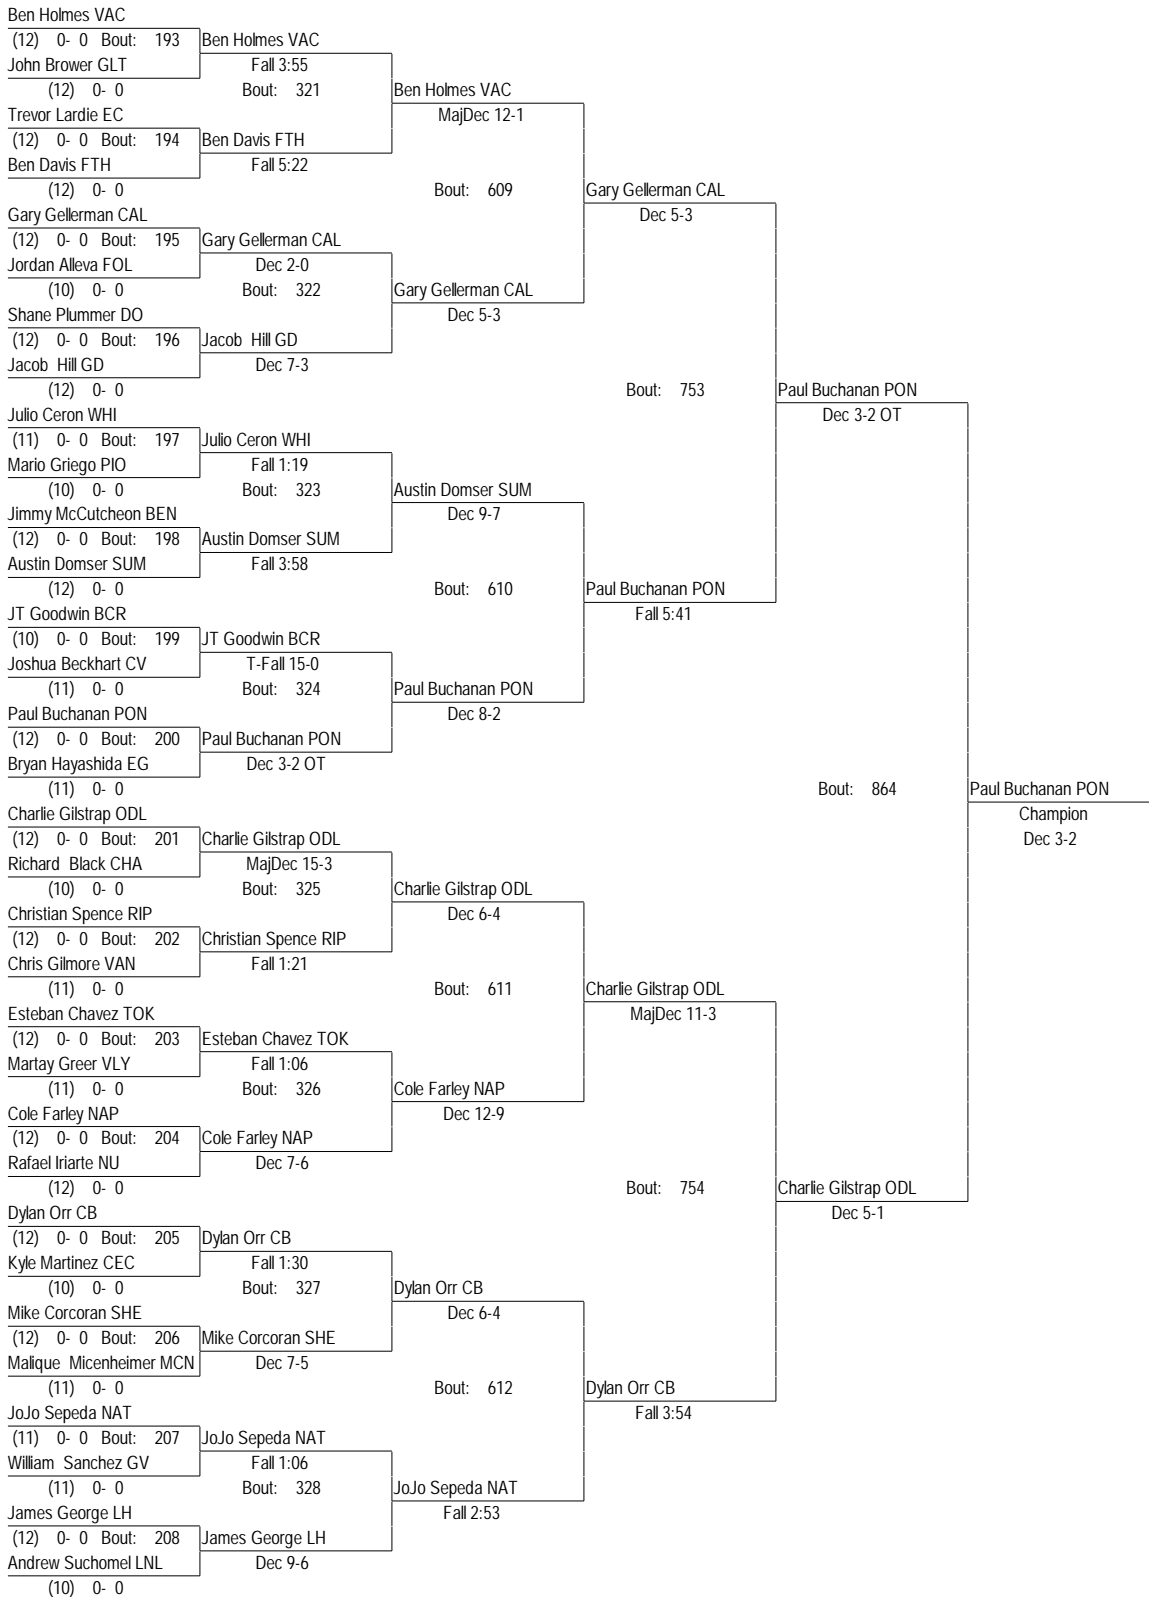 Ben Holmes VAC
(12) 0- 0 Bout: 193 Ben Holmes VAC
John Brower GLT Fall 3:55
(12) 0- 0 Bout: 321 Ben Holmes VAC
Trevor Lardie EC MajDec 12-1
(12) 0- 0 Bout: 194 Ben Davis FTH
Ben Davis FTH Fall 5:22
(12) 0- 0 Bout: 609 Gary Gellerman CAL
Gary Gellerman CAL Dec 5-3
(12) 0- 0 Bout: 195 Gary Gellerman CAL
Jordan Alleva FOL Dec 2-0
(10) 0- 0 Bout: 322 Gary Gellerman CAL
Shane Plummer DO Dec 5-3
(12) 0- 0 Bout: 196 Jacob Hill GD
Jacob Hill GD Dec 7-3
(12) 0- 0 Bout: 753 Paul Buchanan PON
Julio Ceron WHI Dec 3-2 OT
(11) 0- 0 Bout: 197 Julio Ceron WHI
Mario Griego PIO Fall 1:19
(10) 0- 0 Bout: 323 Austin Domser SUM
Jimmy McCutcheon BEN Dec 9-7
(12) 0- 0 Bout: 198 Austin Domser SUM
Austin Domser SUM Fall 3:58
(12) 0- 0 Bout: 610 Paul Buchanan PON
JT Goodwin BCR Fall 5:41
(10) 0- 0 Bout: 199 JT Goodwin BCR
Joshua Beckhart CV T-Fall 15-0
(11) 0- 0 Bout: 324 Paul Buchanan PON
Paul Buchanan PON Dec 8-2
(12) 0- 0 Bout: 200 Paul Buchanan PON
Bryan Hayashida EG Dec 3-2 OT
(11) 0- 0 Bout: 864 Paul Buchanan PON
Charlie Gilstrap ODL Champion
(12) 0- 0 Bout: 201 Charlie Gilstrap ODL Dec 3-2
Richard Black CHA MajDec 15-3
(10) 0- 0 Bout: 325 Charlie Gilstrap ODL
Christian Spence RIP Dec 6-4
(12) 0- 0 Bout: 202 Christian Spence RIP
Chris Gilmore VAN Fall 1:21
(11) 0- 0 Bout: 611 Charlie Gilstrap ODL
Esteban Chavez TOK MajDec 11-3
(12) 0- 0 Bout: 203 Esteban Chavez TOK
Martay Greer VLY Fall 1:06
(11) 0- 0 Bout: 326 Cole Farley NAP
Cole Farley NAP Dec 12-9
(12) 0- 0 Bout: 204 Cole Farley NAP
Rafael Iriarte NU Dec 7-6
(12) 0- 0 Bout: 754 Charlie Gilstrap ODL
Dylan Orr CB Dec 5-1
(12) 0- 0 Bout: 205 Dylan Orr CB
Kyle Martinez CEC Fall 1:30
(10) 0- 0 Bout: 327 Dylan Orr CB
Mike Corcoran SHE Dec 6-4
(12) 0- 0 Bout: 206 Mike Corcoran SHE
Malique Micenheimer MCN Dec 7-5
(11) 0- 0 Bout: 612 Dylan Orr CB
JoJo Sepeda NAT Fall 3:54
(11) 0- 0 Bout: 207 JoJo Sepeda NAT
William Sanchez GV Fall 1:06
(11) 0- 0 Bout: 328 JoJo Sepeda NAT
James George LH Fall 2:53
(12) 0- 0 Bout: 208 James George LH
Andrew Suchomel LNL Dec 9-6
(10) 0- 0